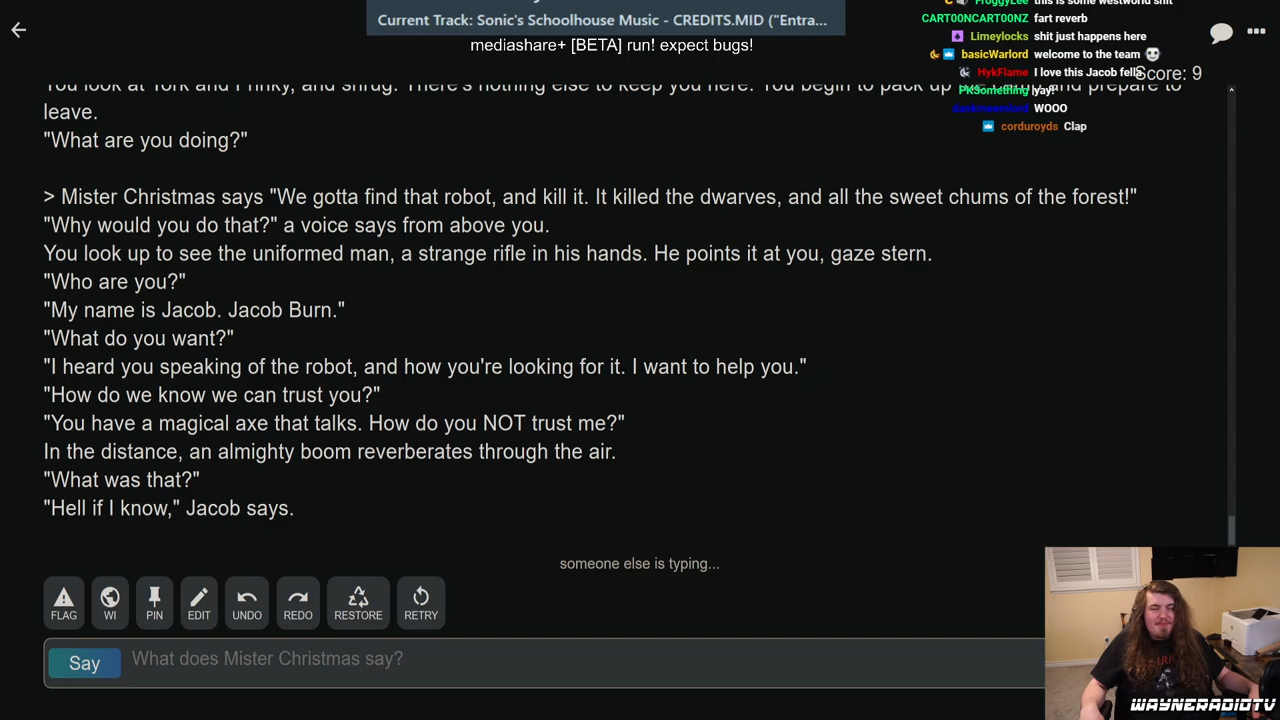 Current Track: Sonic's Schoolhouse Music - CREDITS.MID ("Entra...
mediashare+ [BETA] run! expect bugs!
FroggyLee this is some westworld shit
CART00NCART00NZ fart reverb
Limeylocks shit just happens here
basicWarlord welcome to the team
HykFlame I love this Jacob fella
Score: 9
PKSomething yay!
WOOO
corduroyds Clap
leave.
"What are you doing?"
> Mister Christmas says "We gotta find that robot, and kill it. It killed the dwarves, and all the sweet chums of the forest!"
"Why would you do that?" a voice says from above you.
You look up to see the uniformed man, a strange rifle in his hands. He points it at you, gaze stern.
"Who are you?"
"My name is Jacob. Jacob Burn."
"What do you want?"
"I heard you speaking of the robot, and how you're looking for it. I want to help you."
"How do we know we can trust you?"
"You have a magical axe that talks. How do you NOT trust me?"
In the distance, an almighty boom reverberates through the air.
"What was that?"
"Hell if I know," Jacob says.
someone else is typing...
FLAG WI PIN EDIT UNDO REDO RESTORE RETRY
Say What does Mister Christmas say?
WAYNERADIOTV